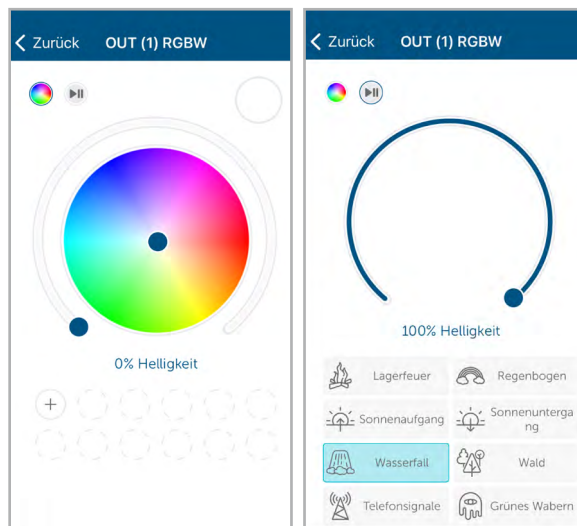 Zurück OUT (1) RGBW
0% Helligkeit
Zurück OUT (1) RGBW
100% Helligkeit
Lagerfeuer
Regenbogen
Sonnenaufgang
Sonnenunterga
ng
Wasserfall
Wald
Telefonsignale
Grünes Wabern